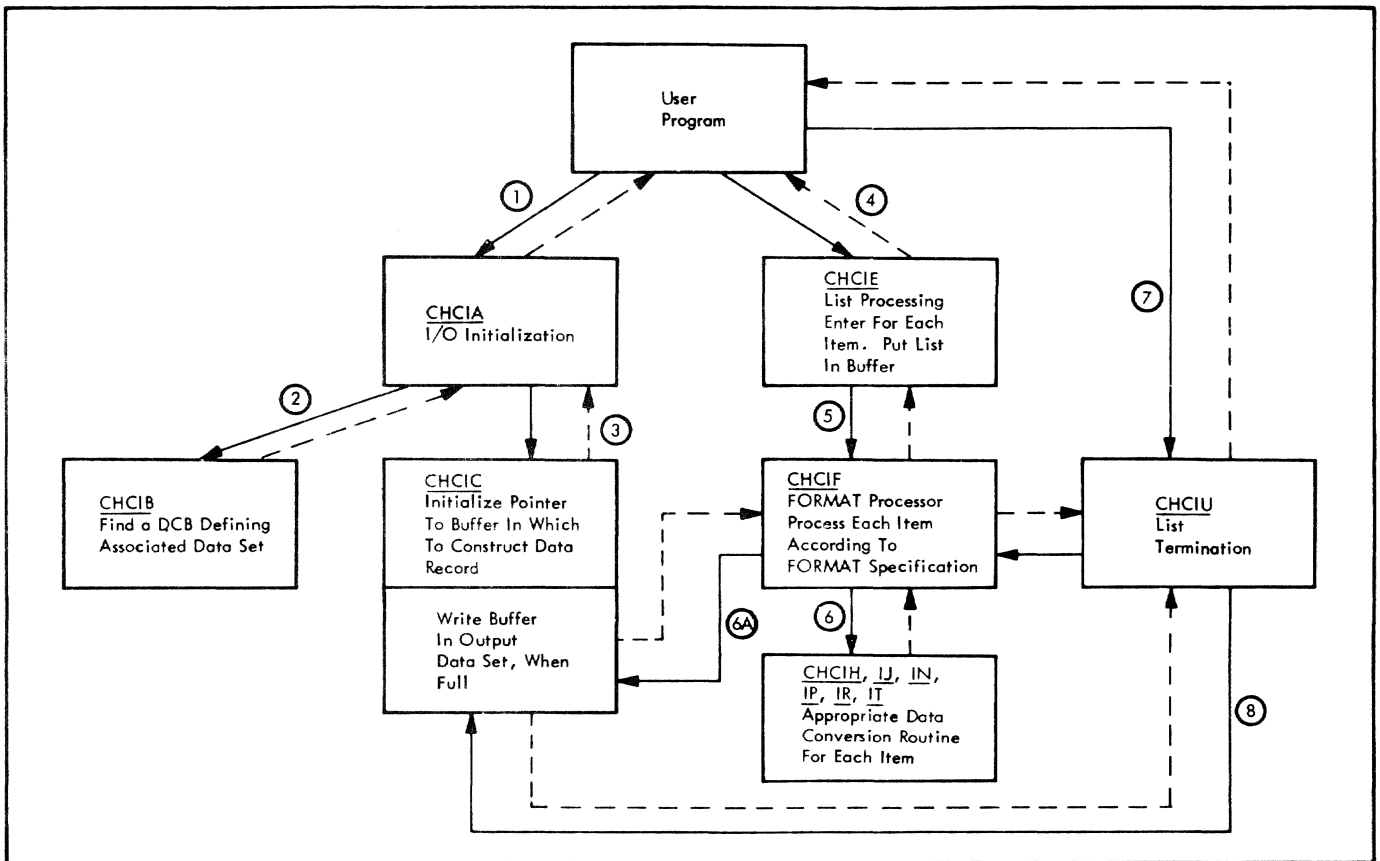 User
Program
1
4
CHCIA
I/O Initialization
CHCIE
List Processing
Enter For Each
Item. Put List
In Buffer
7
2
3
5
CHCIB
Find a DCB Defining
Associated Data Set
CHCIC
Initialize Pointer
To Buffer In Which
To Construct Data
Record
CHCIF
FORMAT Processor
Process Each Item
According To
FORMAT Specification
CHCIU
List
Termination
Write Buffer
In Output
Data Set, When
Full
6A
6
CHCIH, IJ, IN,
IP, IR, IT
Appropriate Data
Conversion Routine
For Each Item
8